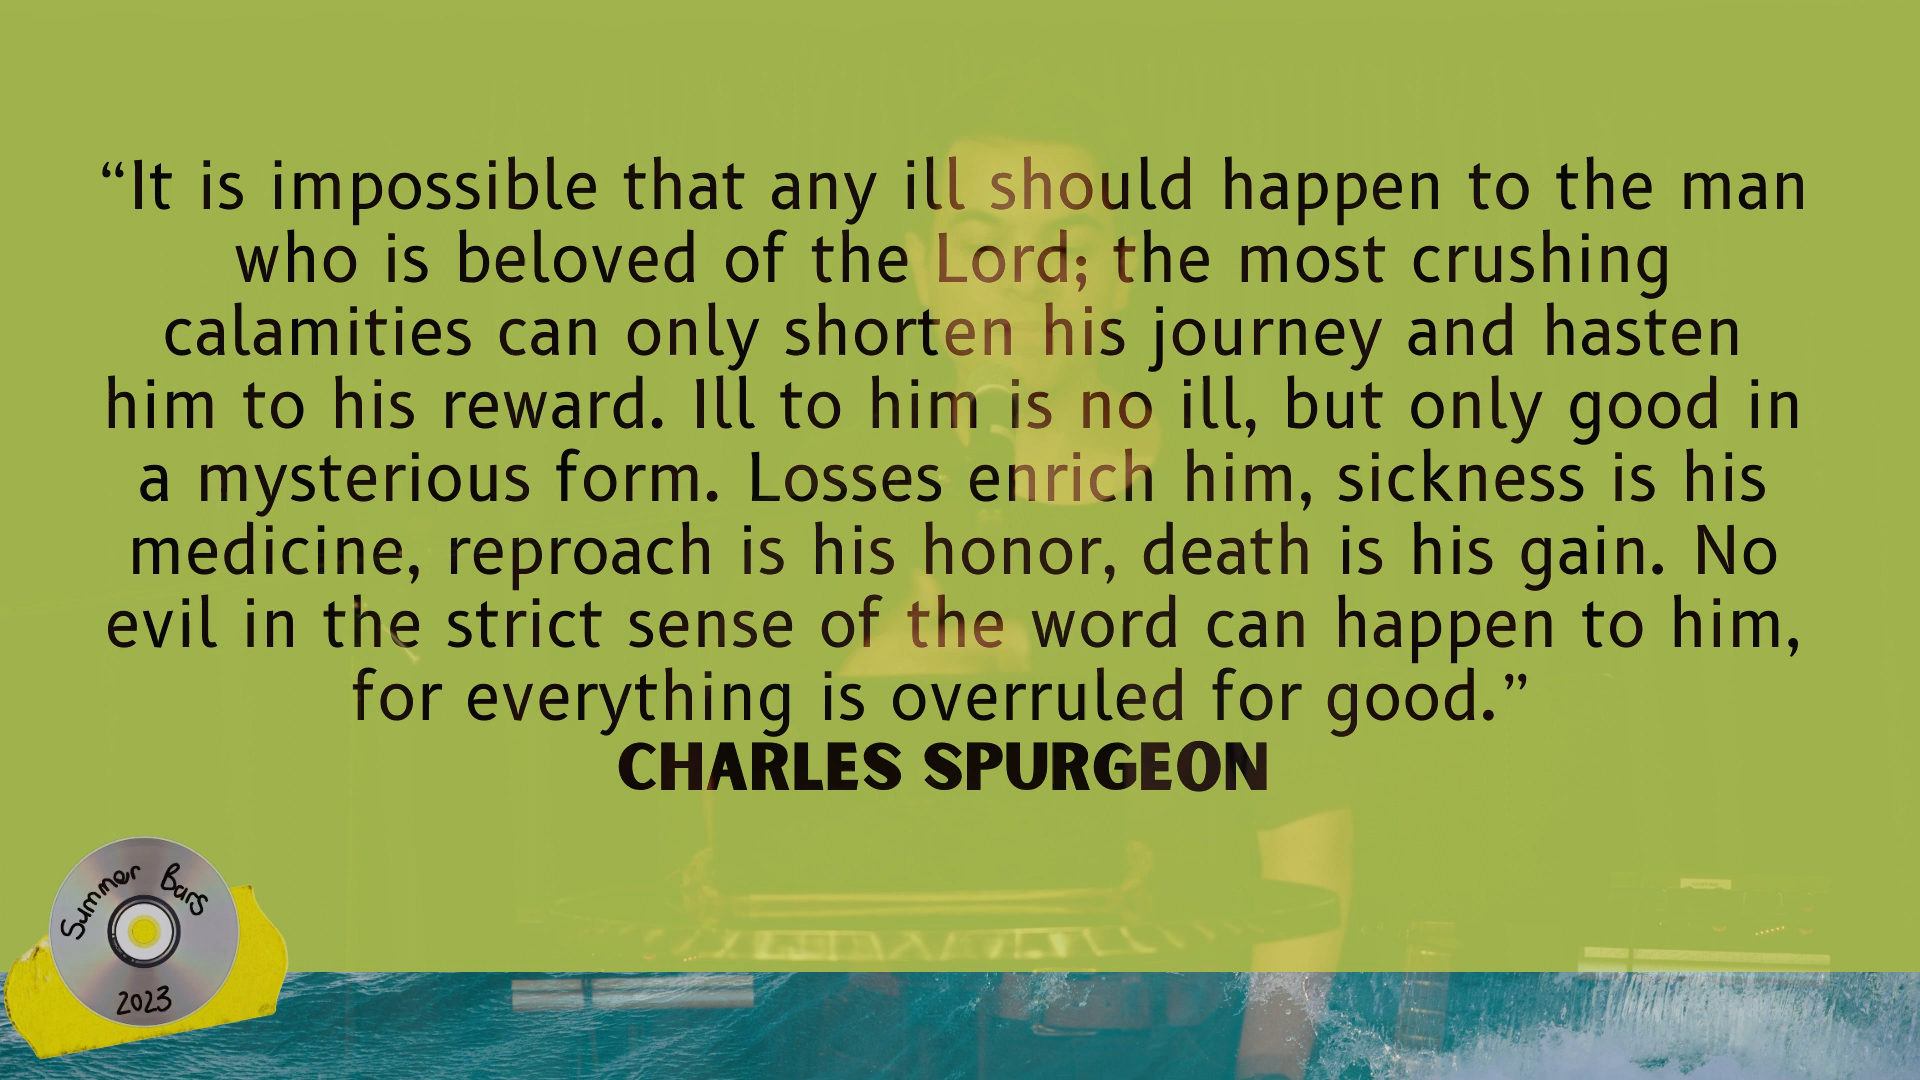 “It is impossible that any ill should happen to the man
who is beloved of the Lord; the most crushing
calamities can only shorten his journey and hasten
him to his reward. Ill to him is no ill, but only good in
a mysterious form. Losses enrich him, sickness is his
medicine, reproach is his honor, death is his gain. No
evil in the strict sense of the word can happen to him,
for everything is overruled for good.”
CHARLES SPURGEON
Summer Bars
2023